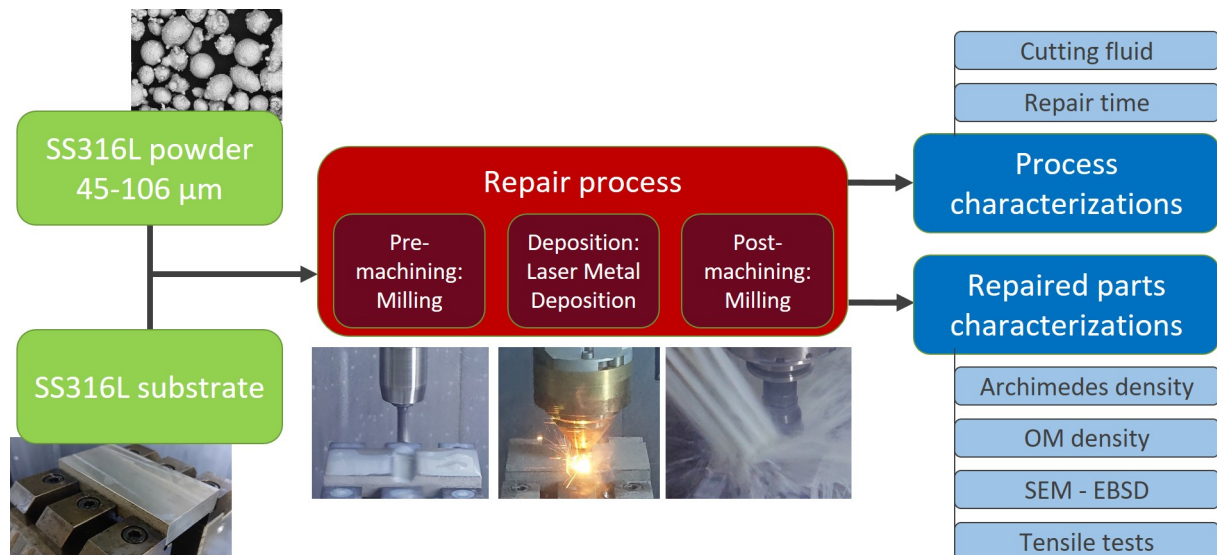 SS316L powder
45-106 µm
SS316L substrate
Repair process
Pre-
machining:
Milling
Deposition:
Laser Metal
Deposition
Post-
machining:
Milling
Cutting fluid
Repair time
Process
characterizations
Repaired parts
characterizations
Archimedes density
OM density
SEM - EBSD
Tensile tests